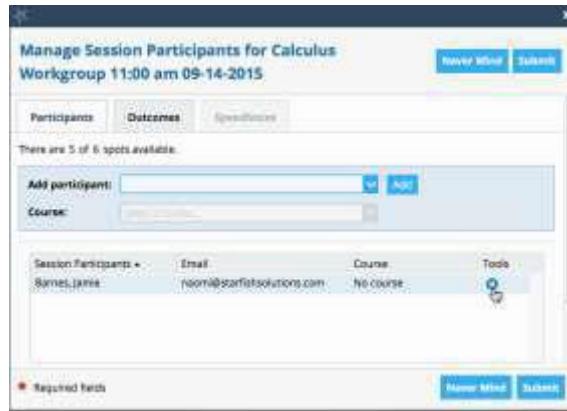 Manage Session Participants for Calculus
Workgroup 11:00 am 09-14-2015
Never Mind Submit
Participants Outcomes SpeedNotes
There are 5 of 6 spots available.
Add participant: Add
Course:
Session Participants Email Course Tools
Barnes, Jamie naomi@starfishsolutions.com No course
Required fields
Never Mind Submit